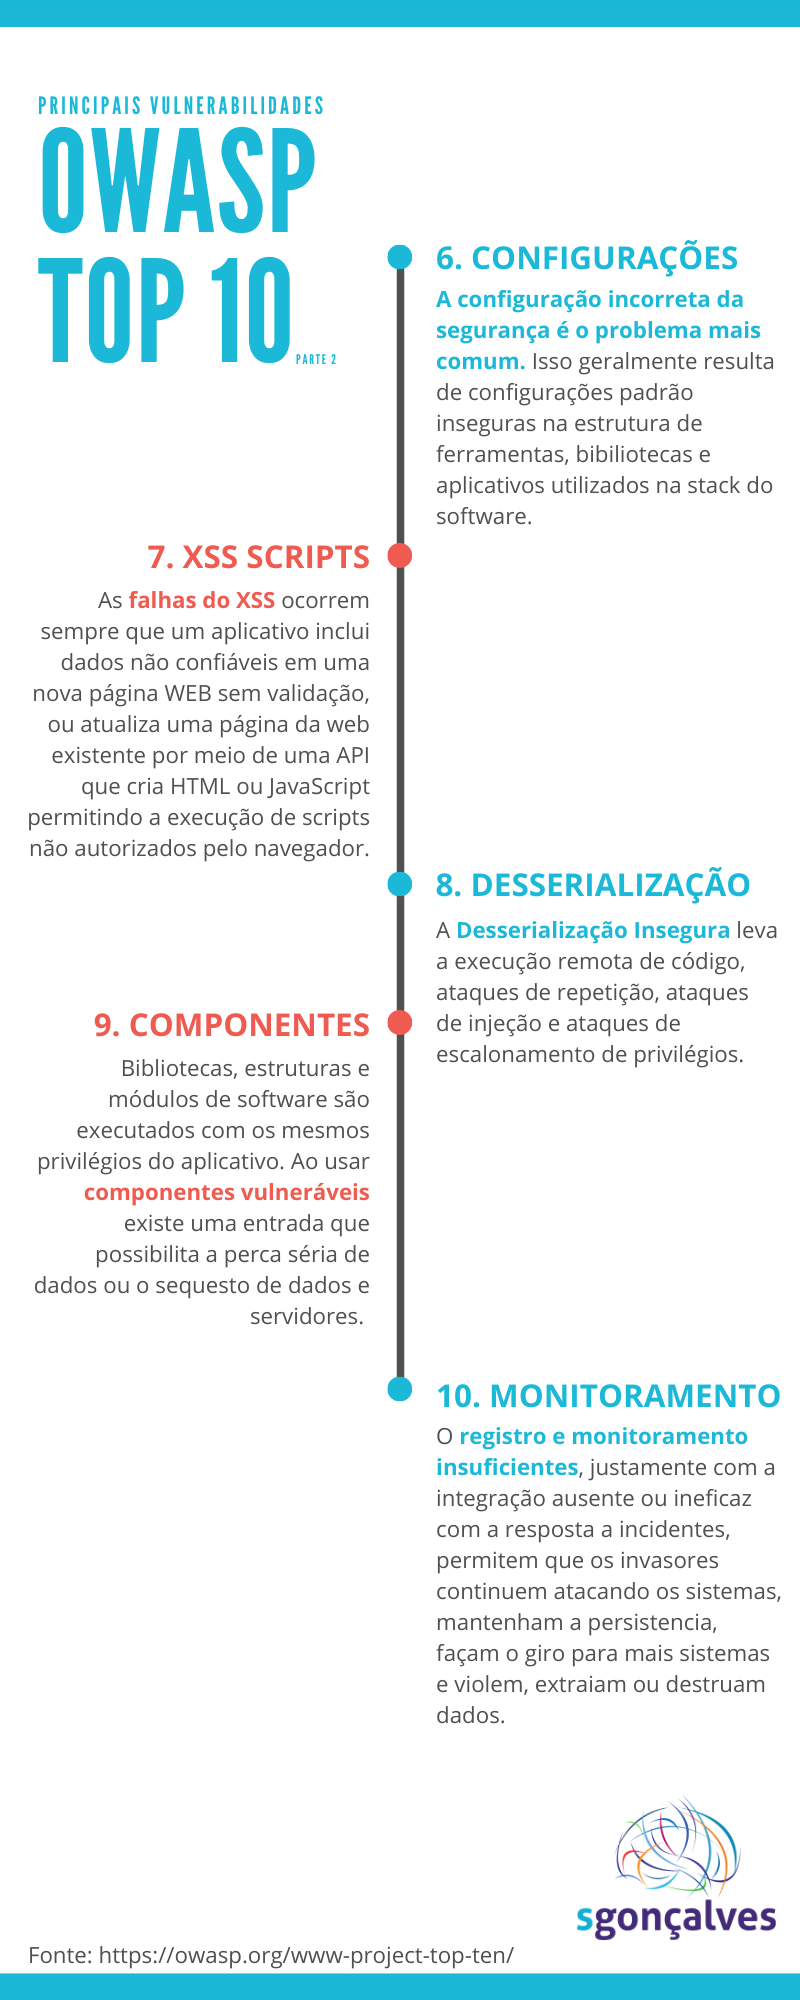 PRINCIPAIS VULNERABILIDADES
OWASP
TOP 10
PARTE 2
6. CONFIGURAÇÕES
A configuração incorreta da
segurança é o problema mais
comum. Isso geralmente resulta
de configurações padrão
inseguras na estrutura de
ferramentas, bibiliotecas e
aplicativos utilizados na stack do
software.
7. XSS SCRIPTS
As falhas do XSS ocorrem
sempre que um aplicativo inclui
dados não confiáveis em uma
nova página WEB sem validação,
ou atualiza uma página da web
existente por meio de uma API
que cria HTML ou JavaScript
permitindo a execução de scripts
não autorizados pelo navegador.
8. DESSERIALIZAÇÃO
A Desserialização Insegura leva
a execução remota de código,
ataques de repetição, ataques
de injeção e ataques de
escalonamento de privilégios.
9. COMPONENTES
Bibliotecas, estruturas e
módulos de software são
executados com os mesmos
privilégios do aplicativo. Ao usar
componentes vulneráveis
existe uma entrada que
possibilita a perca séria de
dados ou o sequesto de dados e
servidores.
10. MONITORAMENTO
O registro e monitoramento
insuficientes, justamente com a
integração ausente ou ineficaz
com a resposta a incidentes,
permitem que os invasores
continuem atacando os sistemas,
mantenham a persistencia,
façam o giro para mais sistemas
e violem, extraiam ou destruam
dados.
sgonçalves
Fonte: https://owasp.org/www-project-top-ten/